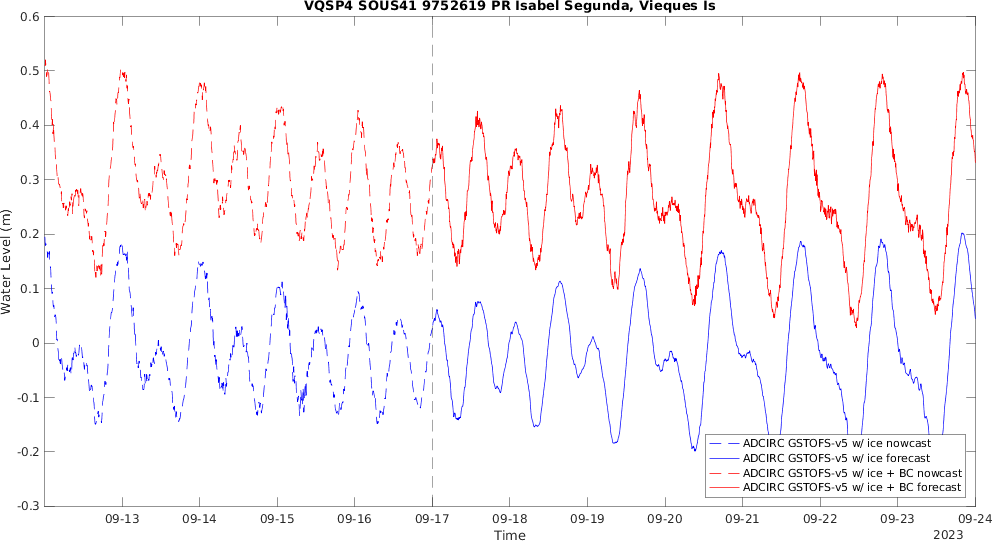 VQSP4 SOUS41 9752619 PR Isabel Segunda, Vieques Is
0.6
0.5
0.4
0.3
0.2
0.1
0
-0.1
-0.2
-0.3
Water Level (m)
ADCIRC GSTOFS-v5 w/ ice nowcast
ADCIRC GSTOFS-v5 w/ ice forecast
ADCIRC GSTOFS-v5 w/ ice + BC nowcast
ADCIRC GSTOFS-v5 w/ ice + BC forecast
09-13 09-14 09-15 09-16 09-17 09-18 09-19 09-20 09-21 09-22 09-23 09-24
Time
2023